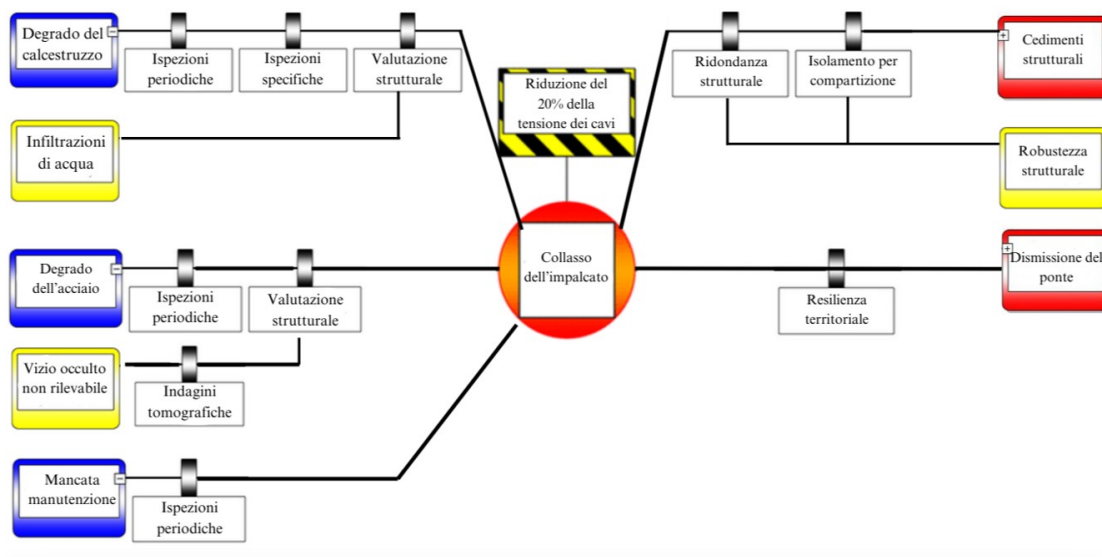 Degrado del
calcestruzzo
Ispezioni
periodiche
Ispezioni
specifiche
Valutazione
strutturale
Infiltrazioni
di acqua
Riduzione del
20% della
tensione dei cavi
Ridondanza
strutturale
Isolamento per
compartizione
Cedimenti
strutturali
Robustezza
strutturale
Degrado
dell'acciaio
Ispezioni
periodiche
Valutazione
strutturale
Collasso
dell'impalcato
Resilienza
territoriale
Dismissione del
ponte
Vizio occulto
non rilevabile
Indagini
tomografiche
Mancata
manutenzione
Ispezioni
periodiche